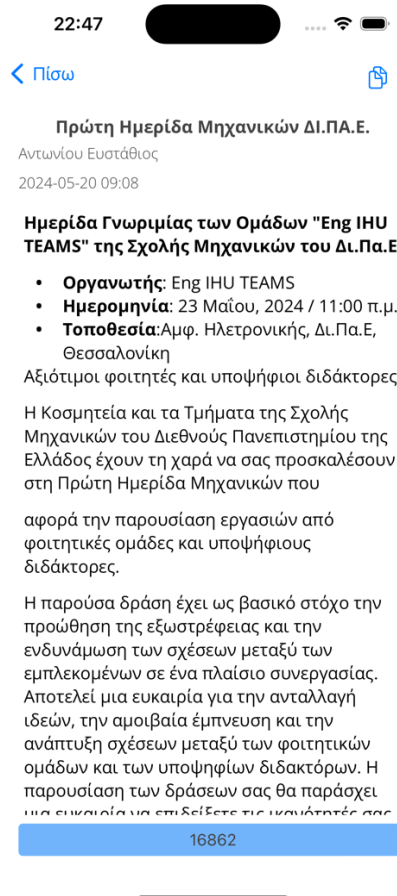 22:47
Πίσω
Πρώτη Ημερίδα Μηχανικών ΔΙ.ΠΑ.Ε.
Αντωνίου Ευστάθιος
2024-05-20 09:08
Ημερίδα Γνωριμίας των Ομάδων "Eng IHU
TEAMS" της Σχολής Μηχανικών του Δι.Πα.Ε
• Οργανωτής: Eng IHU TEAMS
• Ημερομηνία: 23 Μαΐου, 2024 / 11:00 π.μ.
• Τοποθεσία:Αμφ. Ηλετρονικής, Δι.Πα.Ε,
Θεσσαλονίκη
Αξιότιμοι φοιτητές και υποψήφιοι διδάκτορες
Η Κοσμητεία και τα Τμήματα της Σχολής
Μηχανικών του Διεθνούς Πανεπιστημίου της
Ελλάδος έχουν τη χαρά να σας προσκαλέσουν
στη Πρώτη Ημερίδα Μηχανικών που
αφορά την παρουσίαση εργασιών από
φοιτητικές ομάδες και υποψήφιους
διδάκτορες.
Η παρούσα δράση έχει ως βασικό στόχο την
προώθηση της εξωστρέφειας και την
ενδυνάμωση των σχέσεων μεταξύ των
εμπλεκομένων σε ένα πλαίσιο συνεργασίας.
Αποτελεί μια ευκαιρία για την ανταλλαγή
ιδεών, την αμοιβαία έμπνευση και την
ανάπτυξη σχέσεων μεταξύ των φοιτητικών
ομάδων και των υποψηφίων διδακτόρων. Η
παρουσίαση των δράσεων σας θα παράσχει
μια ευκαιρία να επιδείξετε τις ικανότητές σας
16862